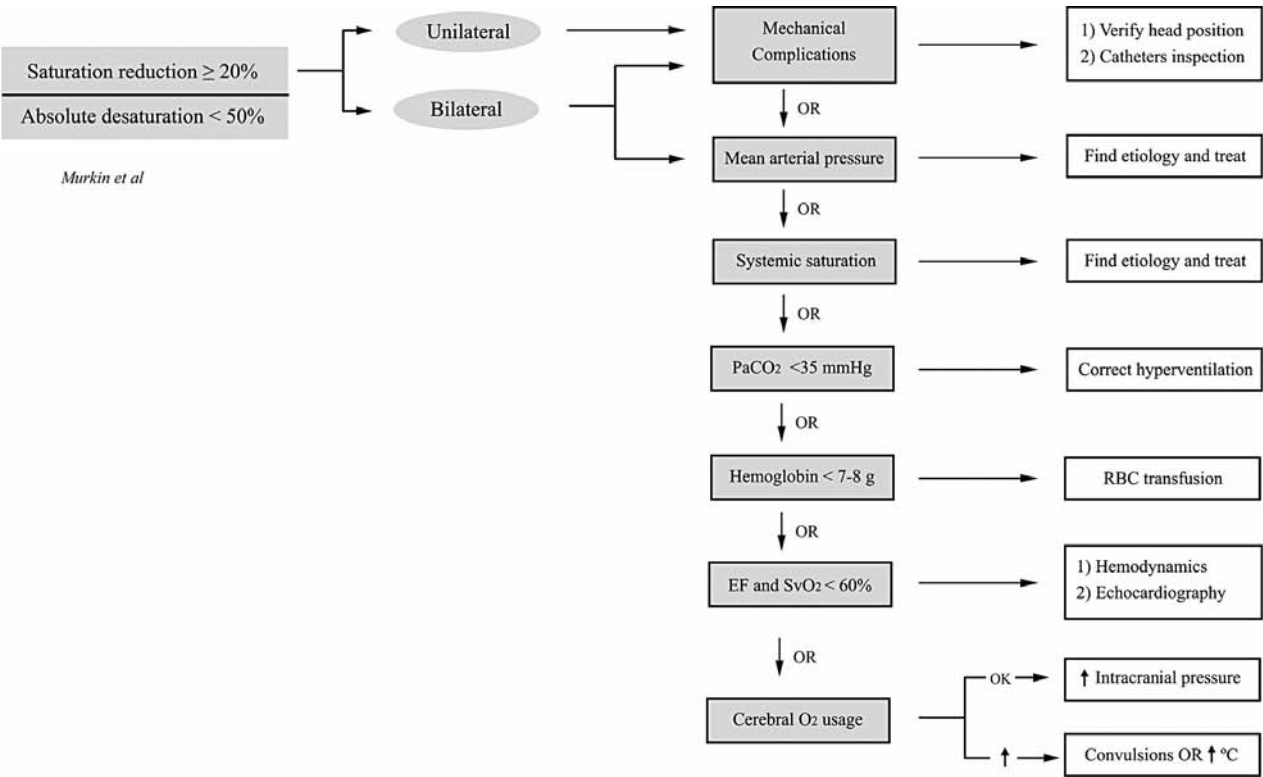 Saturation reduction ≥ 20%
Absolute desaturation < 50%
Murkin et al
Unilateral
Bilateral
Mechanical
Complications
1) Verify head position
2) Catheters inspection
OR
Mean arterial pressure
Find etiology and treat
OR
Systemic saturation
Find etiology and treat
OR
PaCO2 <35 mmHg
Correct hyperventilation
OR
Hemoglobin < 7-8 g
RBC transfusion
OR
EF and SvO2 < 60%
1) Hemodynamics
2) Echocardiography
OR
Cerebral O2 usage
OK
↑ Intracranial pressure
↑
Convulsions OR ↑ ºC